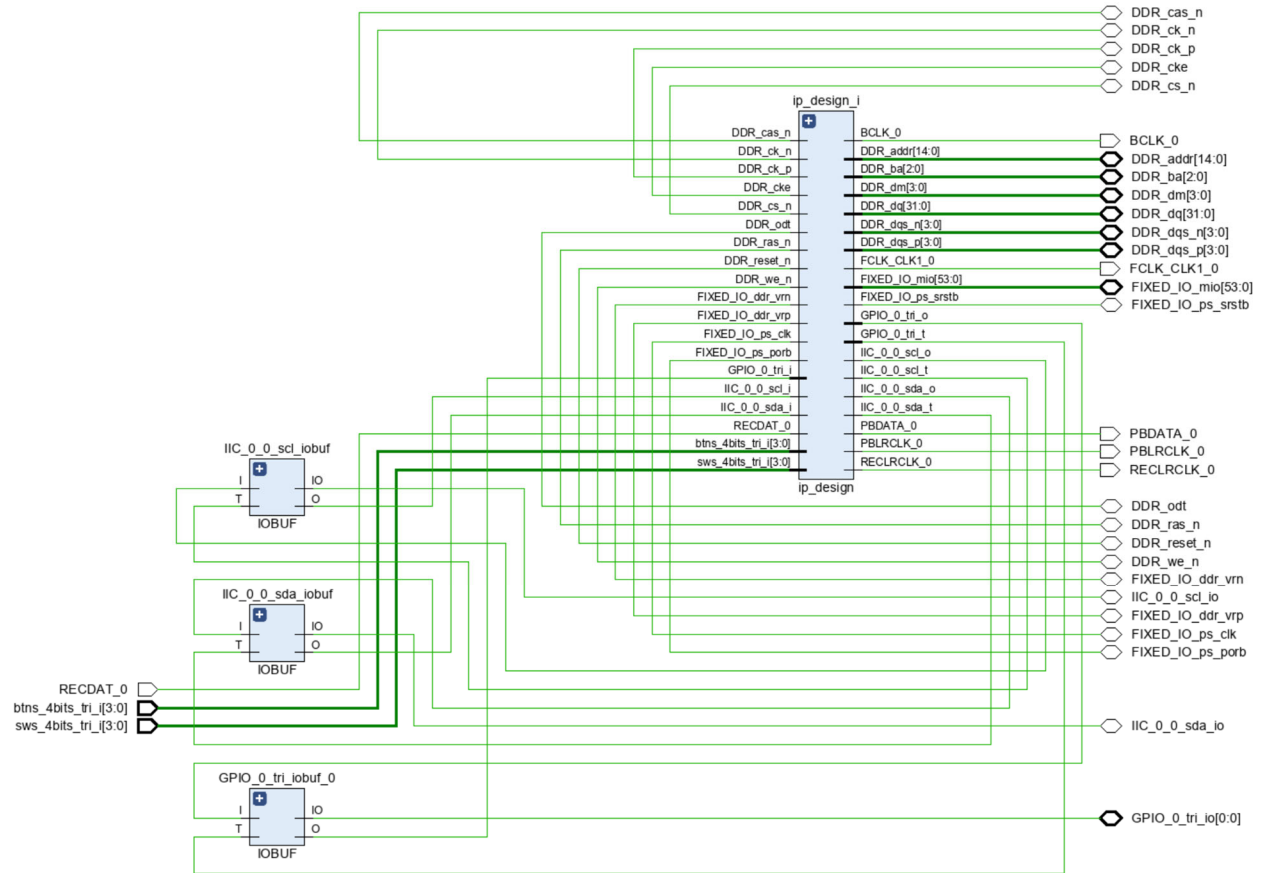 DDR_cas_n
DDR_ck_n
DDR_ck_p
DDR_cke
DDR_cs_n
ip_design_i
DDR_cas_n
DDR_ck_n
DDR_ck_p
DDR_cke
DDR_cs_n
DDR_odt
DDR_ras_n
DDR_reset_n
DDR_we_n
FIXED_IO_ddr_vrn
FIXED_IO_ddr_vrp
FIXED_IO_ps_clk
FIXED_IO_ps_porb
GPIO_0_tri_i
IIC_0_0_scl_i
IIC_0_0_sda_i
RECDAT_0
btns_4bits_tri_i[3:0]
sws_4bits_tri_i[3:0]
BCLK_0
DDR_addr[14:0]
DDR_ba[2:0]
DDR_dm[3:0]
DDR_dq[31:0]
DDR_dqs_n[3:0]
DDR_dqs_p[3:0]
FCLK_CLK1_0
FIXED_IO_mio[53:0]
FIXED_IO_ps_srstb
GPIO_0_tri_o
GPIO_0_tri_t
IIC_0_0_scl_o
IIC_0_0_scl_t
IIC_0_0_sda_o
IIC_0_0_sda_t
PBDATA_0
PBLRCLK_0
RECLRCLK_0
ip_design
BCLK_0
DDR_addr[14:0]
DDR_ba[2:0]
DDR_dm[3:0]
DDR_dq[31:0]
DDR_dqs_n[3:0]
DDR_dqs_p[3:0]
FCLK_CLK1_0
FIXED_IO_mio[53:0]
FIXED_IO_ps_srstb
PBDATA_0
PBLRCLK_0
RECLRCLK_0
DDR_odt
DDR_ras_n
DDR_reset_n
DDR_we_n
FIXED_IO_ddr_vrn
IIC_0_0_scl_io
FIXED_IO_ddr_vrp
FIXED_IO_ps_clk
FIXED_IO_ps_porb
IIC_0_0_sda_io
GPIO_0_tri_io[0:0]
IIC_0_0_scl_iobuf
I
T
IO
O
IOBUF
IIC_0_0_sda_iobuf
I
T
IO
O
IOBUF
RECDAT_0
btns_4bits_tri_i[3:0]
sws_4bits_tri_i[3:0]
GPIO_0_tri_iobuf_0
I
T
IO
O
IOBUF